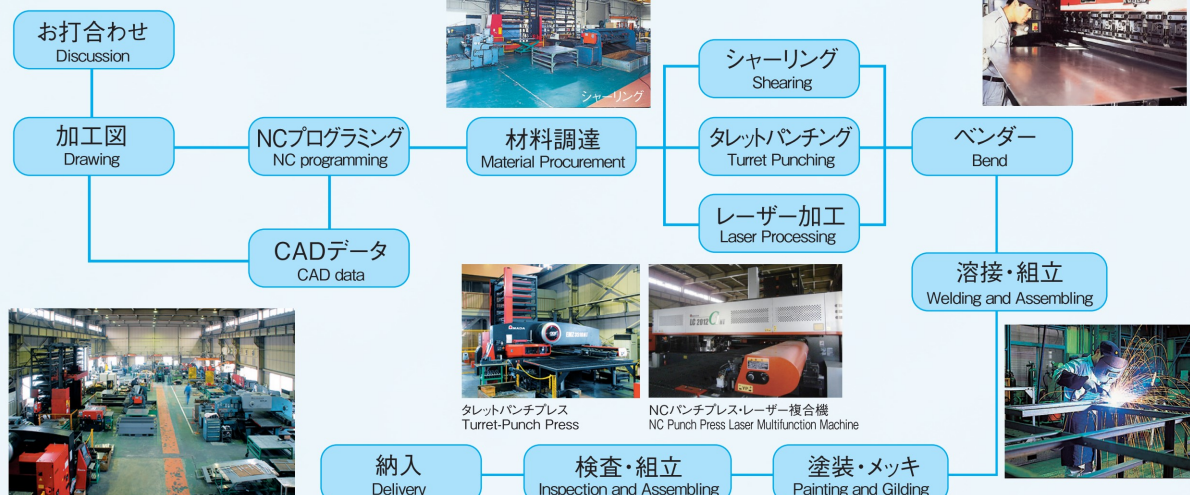 お打合わせ
Discussion
加工図
Drawing
NCプログラミング
NC programming
CADデータ
CAD data
材料調達
Material Procurement
シャーリング
シャーリング
Shearing
タレットパンチング
Turret Punching
レーザー加工
Laser Processing
ベンダー
Bend
溶接・組立
Welding and Assembling
AMADA
タレットパンチプレス
Turret-Punch Press
LC 2612 C
NCパンチプレス・レーザー複合機
NC Punch Press Laser Multifunction Machine
塗装・メッキ
Painting and Gilding
検査・組立
Inspection and Assembling
納入
Delivery